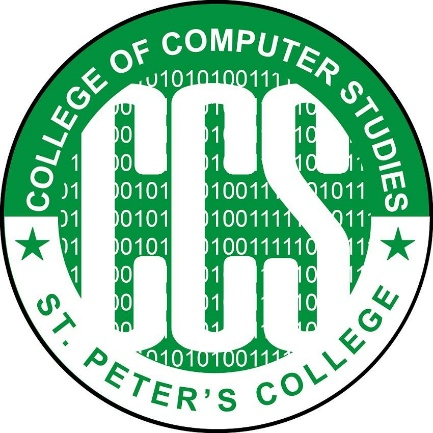 COLLEGE OF COMPUTER STUDIES
CCS
ST. PETER'S COLLEGE